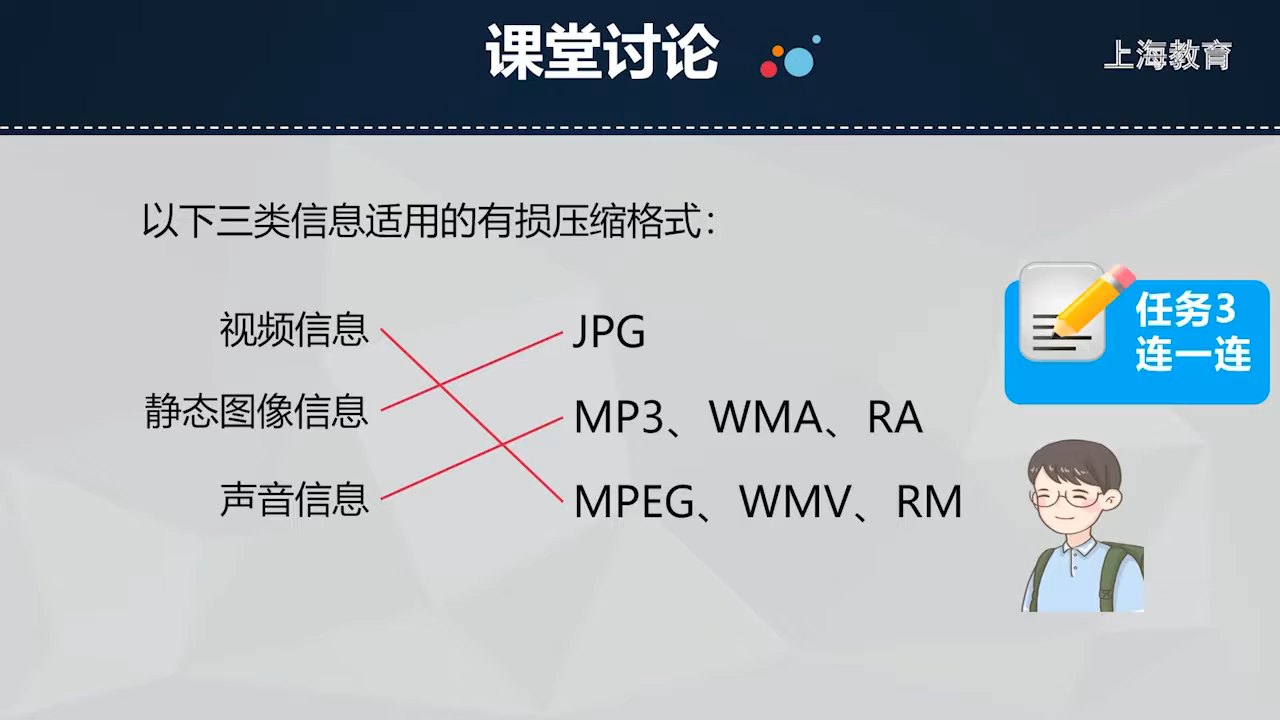 课堂讨论
上海教育
以下三类信息适用的有损压缩格式：
视频信息
JPG
静态图像信息
MP3、WMA、RA
声音信息
MPEG、WMV、RM
任务3
连一连